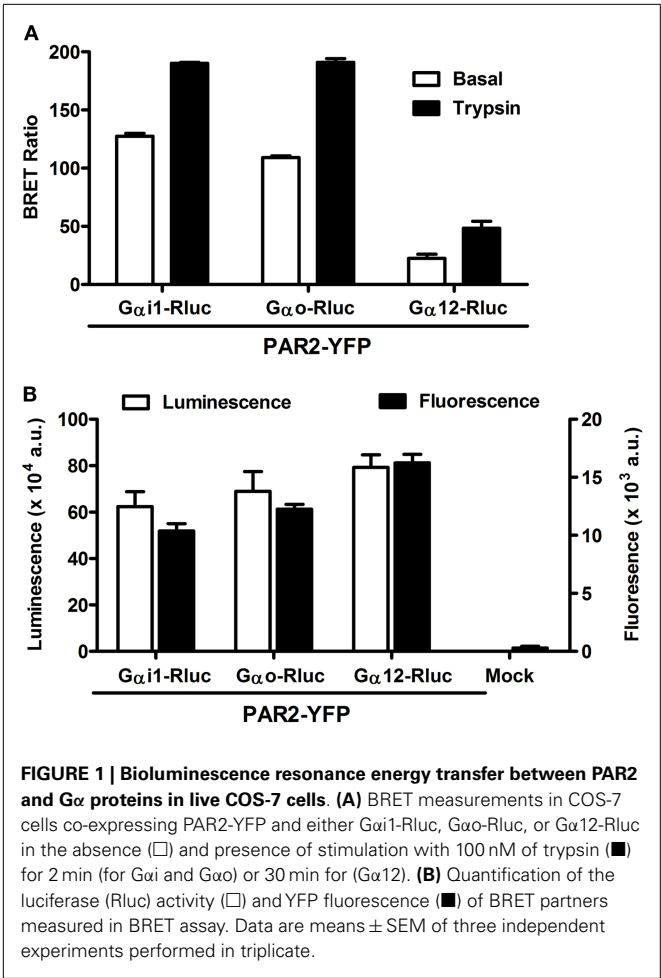 A
200
150
100
50
0
BRET Ratio
Basal
Trypsin
Gαi1-Rluc Gαo-Rluc Gα12-Rluc
PAR2-YFP
B
Luminescence Fluorescence
100
80
60
40
20
0
Luminescence (x 10⁴ a.u.)
20
15
10
5
0
Fluoresence (x 10³ a.u.)
Gαi1-Rluc Gαo-Rluc Gα12-Rluc Mock
PAR2-YFP
FIGURE 1 | Bioluminescence resonance energy transfer between PAR2
and Gα proteins in live COS-7 cells. (A) BRET measurements in COS-7
cells co-expressing PAR2-YFP and either Gαi1-Rluc, Gαo-Rluc, or Gα12-Rluc
in the absence (□) and presence of stimulation with 100 nM of trypsin (■)
for 2 min (for Gαi and Gαo) or 30 min for (Gα12). (B) Quantification of the
luciferase (Rluc) activity (□) and YFP fluorescence (■) of BRET partners
measured in BRET assay. Data are means ± SEM of three independent
experiments performed in triplicate.